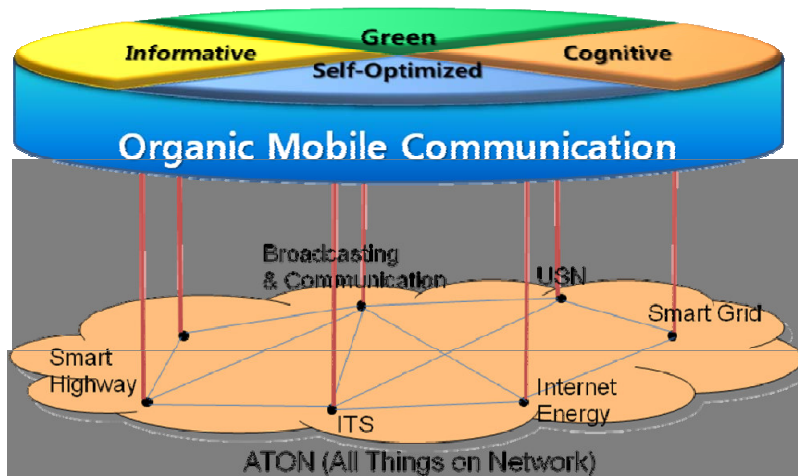 Green
Informative
Cognitive
Self-Optimized
Organic Mobile Communication
Broadcasting
& Communication
USN
Smart Grid
Smart
Highway
Internet
Energy
ITS
ATON (All Things on Network)